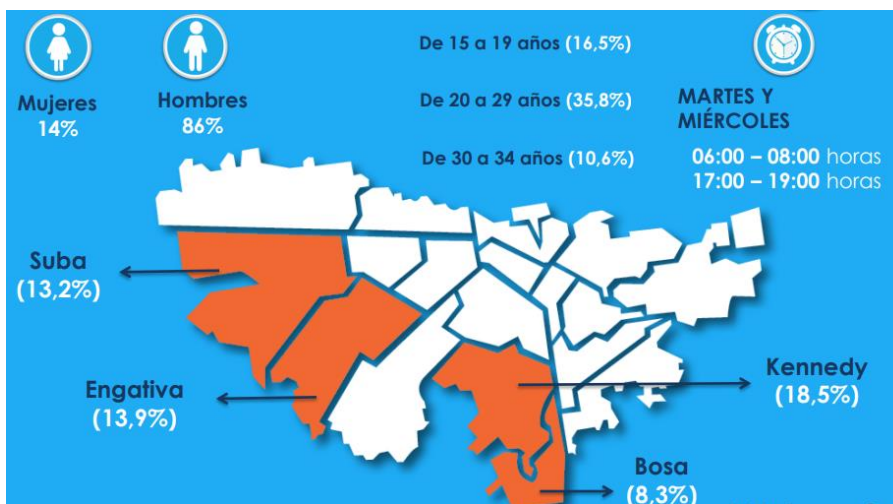 Mujeres
14%
Hombres
86%
De 15 a 19 años (16,5%)
De 20 a 29 años (35,8%)
De 30 a 34 años (10,6%)
MARTES Y
MIÉRCOLES
06:00 – 08:00 horas
17:00 – 19:00 horas
Suba
(13,2%)
Engativa
(13,9%)
Kennedy
(18,5%)
Bosa
(8,3%)